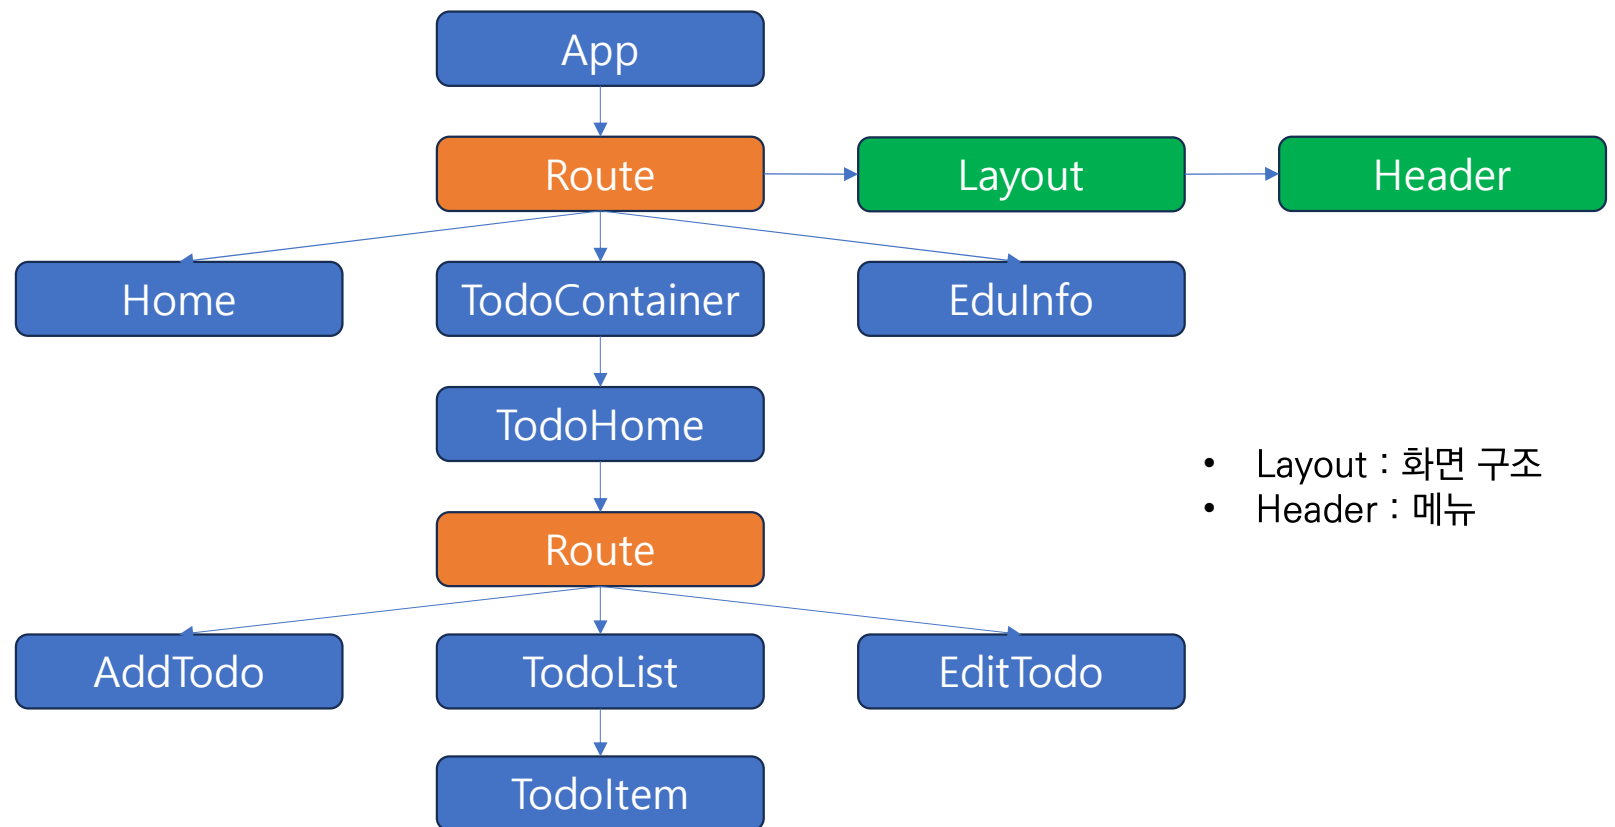 App
Route
Layout
Header
Home
TodoContainer
EduInfo
TodoHome
• Layout : 화면 구조
• Header : 메뉴
Route
AddTodo
TodoList
EditTodo
TodoItem